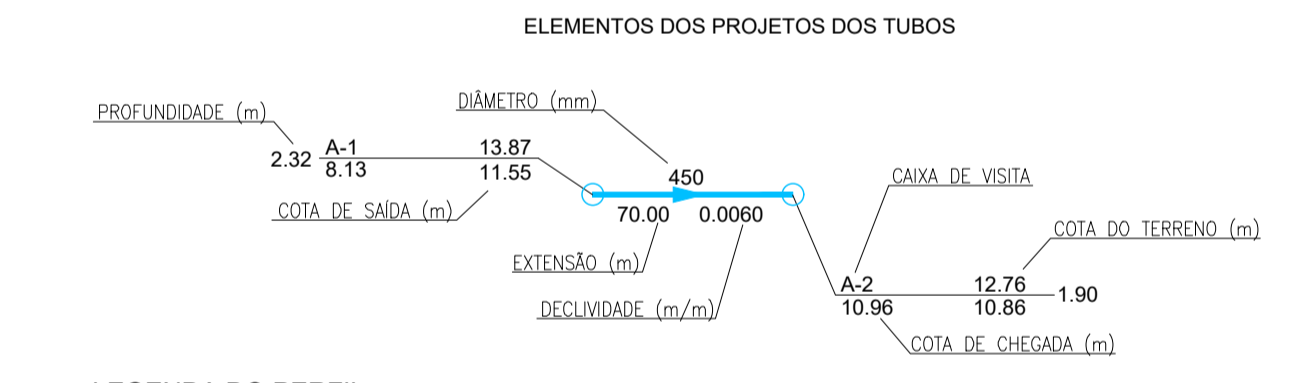 ELEMENTOS DOS PROJETOS DOS TUBOS
PROFUNDIDADE (m)
DIÂMETRO (mm)
2.32
A-1
13.87
8.13
11.55
COTA DE SAÍDA (m)
450
70.00
0.0060
EXTENSÃO (m)
DECLIVIDADE (m/m)
CAIXA DE VISITA
COTA DO TERRENO (m)
A-2
12.76
1.90
10.96
10.86
COTA DE CHEGADA (m)